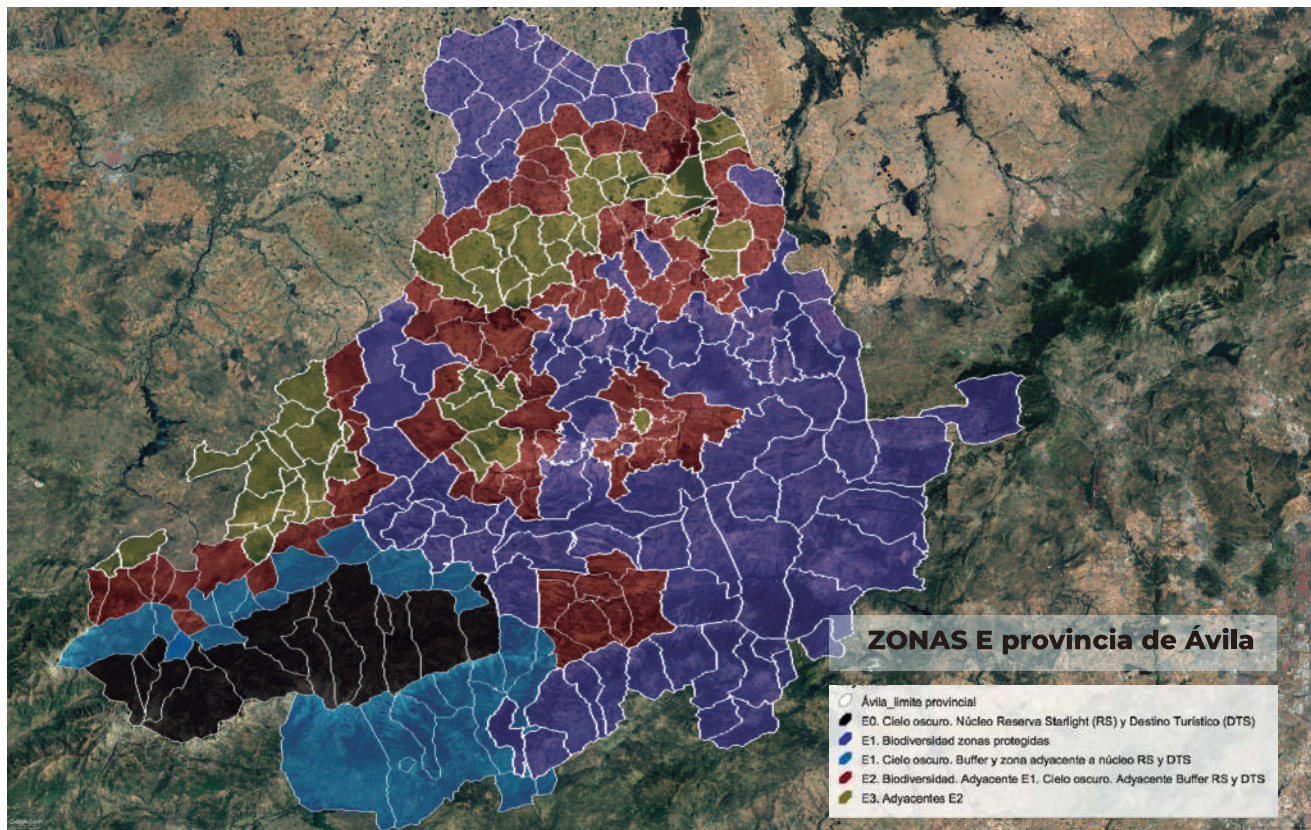 ZONAS E provincia de Ávila
Ávila_limite provincial
E0. Cielo oscuro. Núcleo Reserva Starlight (RS) y Destino Turístico (DTS)
E1. Biodiversidad zonas protegidas
E1. Cielo oscuro. Buffer y zona adyacente a núcleo RS y DTS
E2. Biodiversidad. Adyacente E1. Cielo oscuro. Adyacente Buffer RS y DTS
E3. Adyacentes E2